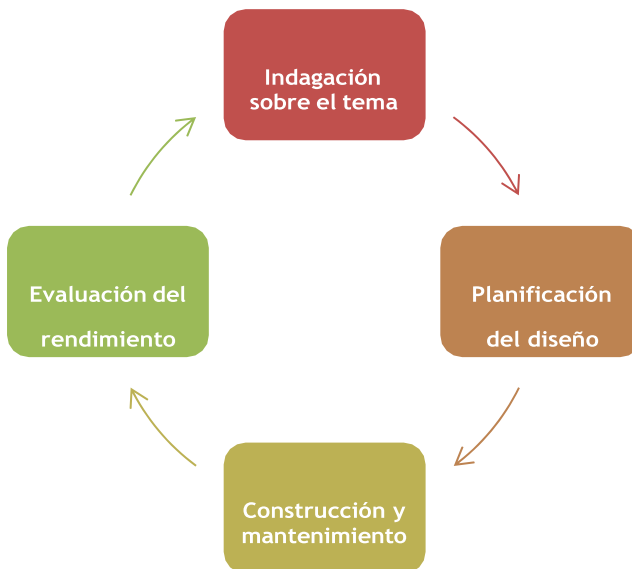 Indagación
sobre el tema
Evaluación del
rendimiento
Planificación
del diseño
Construcción y
mantenimiento